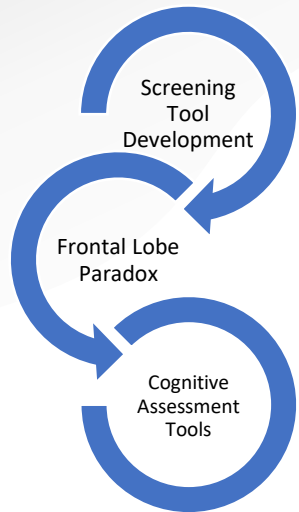 Screening
Tool
Development
Frontal Lobe
Paradox
Cognitive
Assessment
Tools